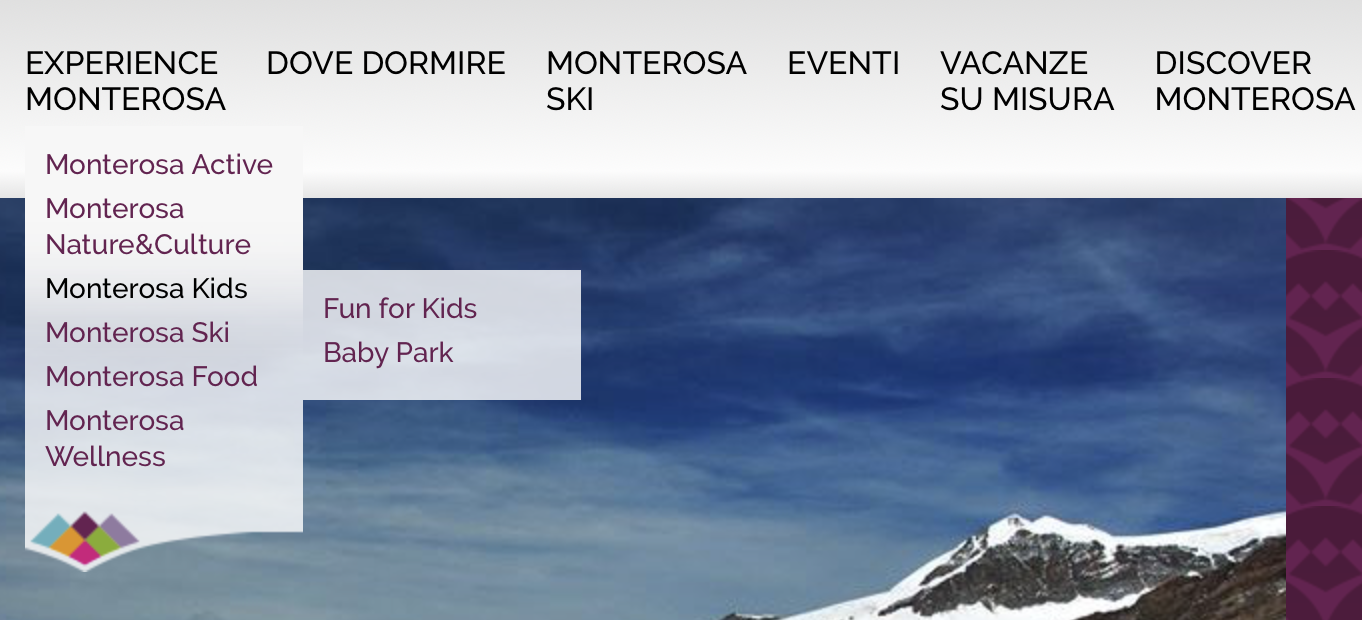 EXPERIENCE
MONTEROSA
DOVE DORMIRE
MONTEROSA
SKI
EVENTI
VACANZE
SU MISURA
DISCOVER
MONTEROSA
Monterosa Active
Monterosa
Nature&Culture
Monterosa Kids
Monterosa Ski
Monterosa Food
Monterosa
Wellness
Fun for Kids
Baby Park